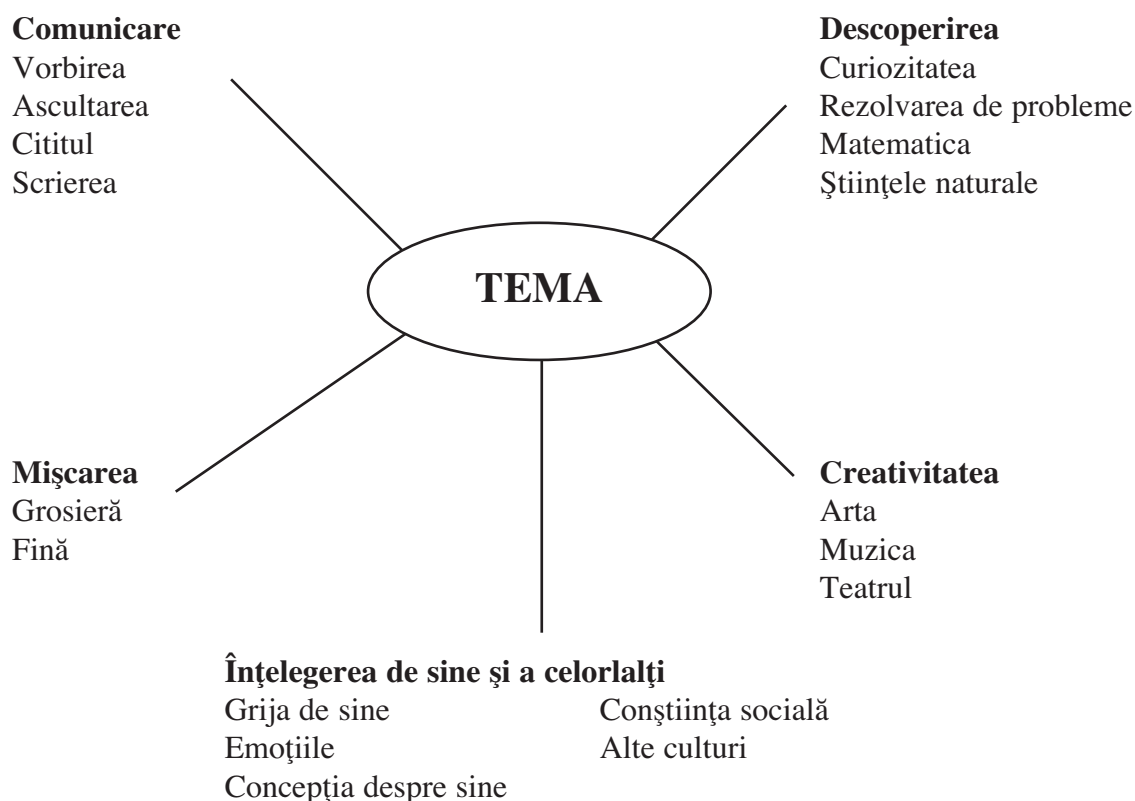 Comunicare
Vorbirea
Ascultarea
Cititul
Scrierea
Descoperirea
Curiozitatea
Rezolvarea de probleme
Matematica
Ştiinţele naturale
TEMA
Mişcarea
Grosieră
Fină
Creativitatea
Arta
Muzica
Teatrul
Înţelegerea de sine şi a celorlalţi
Grija de sine
Emoţiile
Concepţia despre sine
Conştiinţa socială
Alte culturi